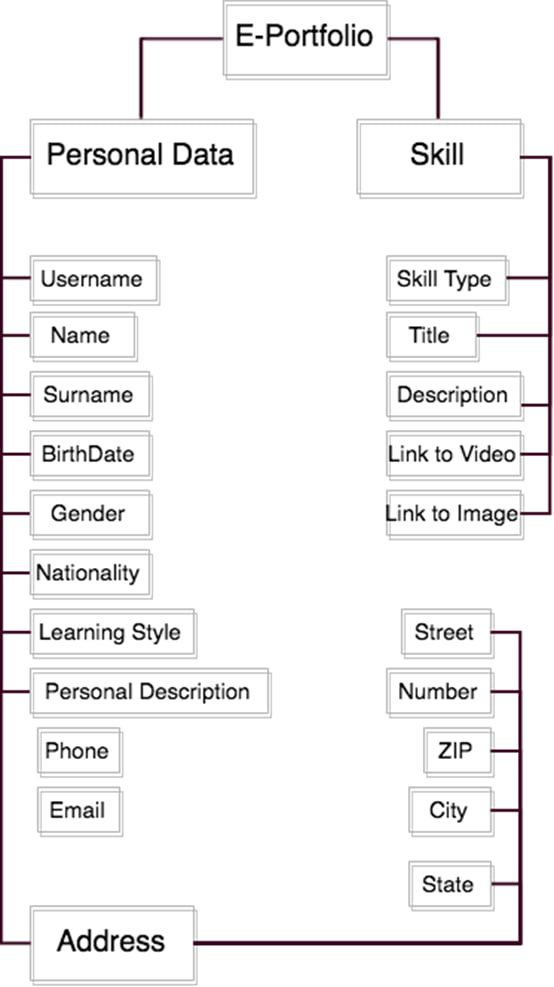 E-Portfolio
Personal Data
Skill
Username
Name
Surname
BirthDate
Gender
Nationality
Learning Style
Personal Description
Phone
Email
Address
Skill Type
Title
Description
Link to Video
Link to Image
Street
Number
ZIP
City
State